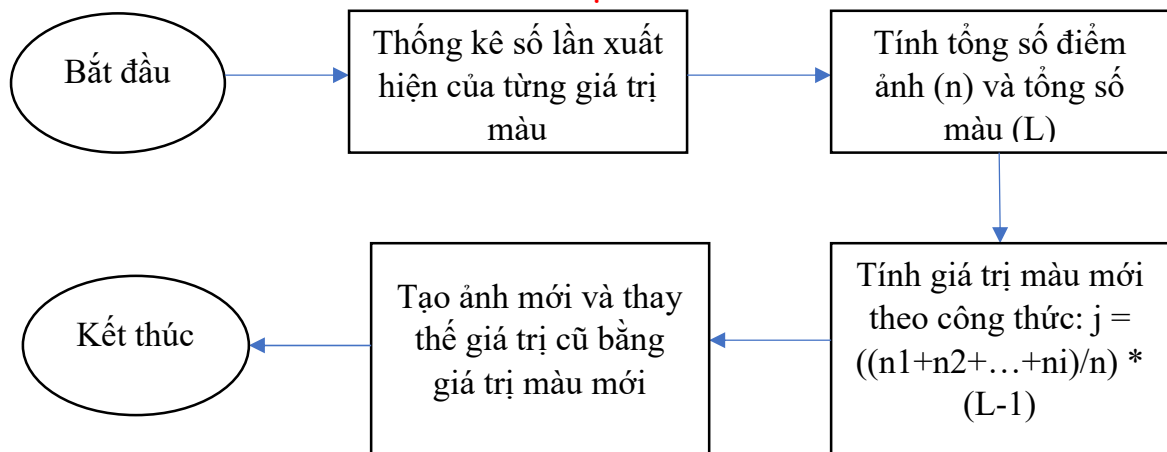 Bắt đầu
Thống kê số lần xuất
hiện của từng giá trị
màu
Tính tổng số điểm
ảnh (n) và tổng số
màu (L)
Tính giá trị màu mới
theo công thức: j =
((n1+n2+…+ni)/n) *
(L-1)
Tạo ảnh mới và thay
thế giá trị cũ bằng
giá trị màu mới
Kết thúc